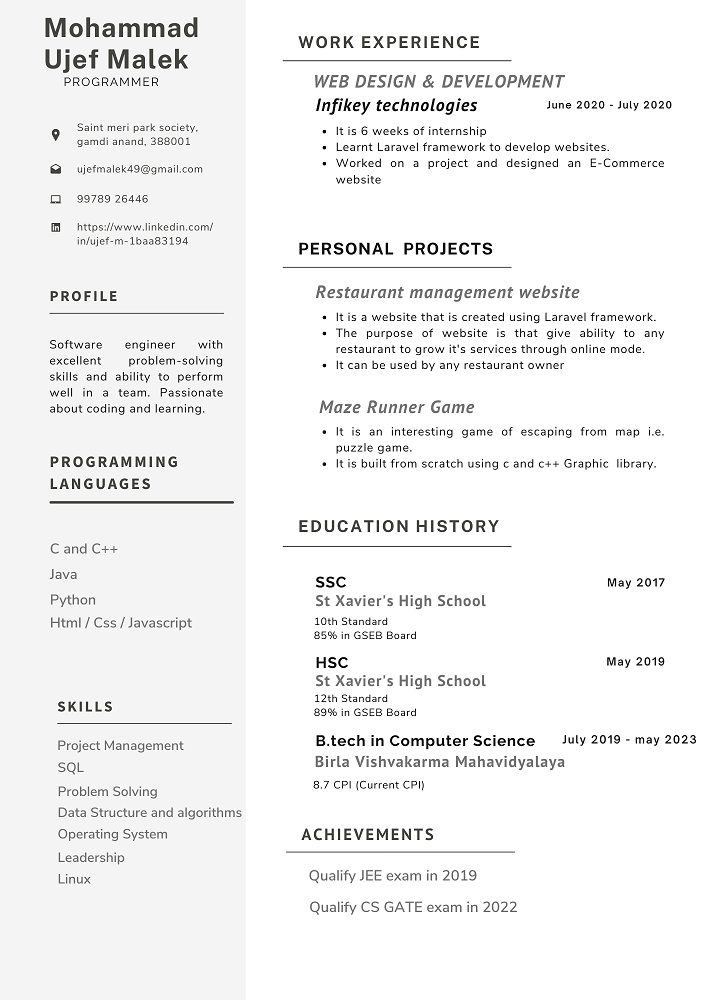 Mohammad
Ujef Malek
PROGRAMMER
Saint meri park society,
gamdi anand, 388001
ujefmalek49@gmail.com
99789 26446
https://www.linkedin.com/
in/ujef-m-1baa83194
PROFILE
Software engineer with
excellent problem-solving
skills and ability to perform
well in a team. Passionate
about coding and learning.
PROGRAMMING
LANGUAGES
C and C++
Java
Python
Html / Css / Javascript
SKILLS
Project Management
SQL
Problem Solving
Data Structure and algorithms
Operating System
Leadership
Linux
WORK EXPERIENCE
WEB DESIGN & DEVELOPMENT
Infikey technologies June 2020 - July 2020
• It is 6 weeks of internship
• Learnt Laravel framework to develop websites.
• Worked on a project and designed an E-Commerce
website
PERSONAL PROJECTS
Restaurant management website
• It is a website that is created using Laravel framework.
• The purpose of website is that give ability to any
restaurant to grow it's services through online mode.
• It can be used by any restaurant owner
Maze Runner Game
• It is an interesting game of escaping from map i.e.
puzzle game.
• It is built from scratch using c and c++ Graphic library.
EDUCATION HISTORY
SSC May 2017
St Xavier's High School
10th Standard
85% in GSEB Board
HSC May 2019
St Xavier's High School
12th Standard
89% in GSEB Board
B.tech in Computer Science July 2019 - may 2023
Birla Vishvakarma Mahavidyalaya
8.7 CPI (Current CPI)
ACHIEVEMENTS
Qualify JEE exam in 2019
Qualify CS GATE exam in 2022